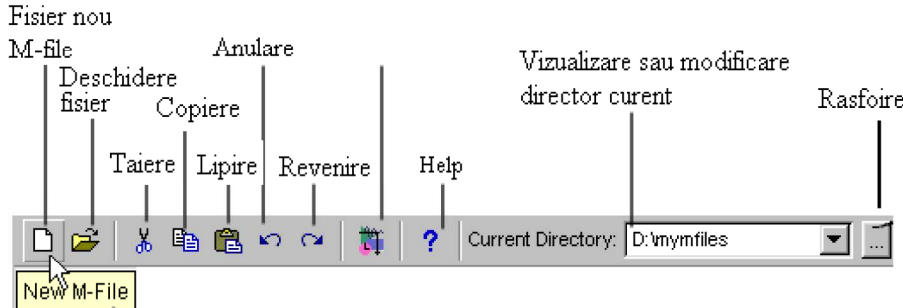 Fisier nou
M-file
Anulare
Deschidere
fisier
Copiere
Vizualizare sau modificare
director curent
Rasfoire
Taiere
Lipire
Revenire
Help
?
Current Directory:
D:\mymfiles
...
New M-File